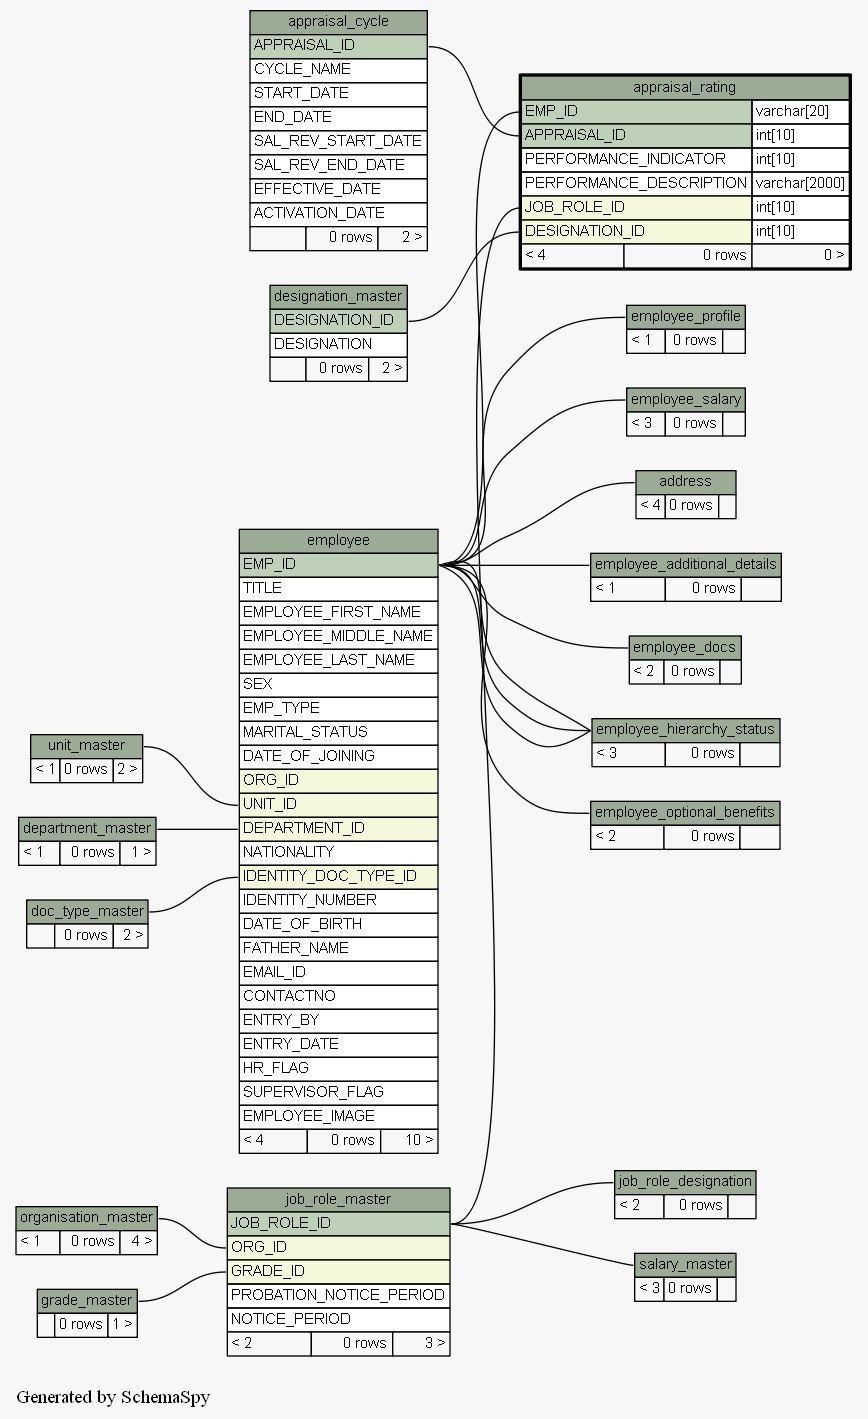 appraisal_cycle
APPRAISAL_ID
CYCLE_NAME
START_DATE
END_DATE
SAL_REV_START_DATE
SAL_REV_END_DATE
EFFECTIVE_DATE
ACTIVATION_DATE
0 rows 2 >
appraisal_rating
EMP_ID varchar[20]
APPRAISAL_ID int[10]
PERFORMANCE_INDICATOR int[10]
PERFORMANCE_DESCRIPTION varchar[2000]
JOB_ROLE_ID int[10]
DESIGNATION_ID int[10]
< 4 0 rows 0 >
designation_master
DESIGNATION_ID
DESIGNATION
0 rows 2 >
employee_profile
< 1 0 rows
employee_salary
< 3 0 rows
address
< 4 0 rows
employee_additional_details
< 1 0 rows
employee_docs
< 2 0 rows
employee_hierarchy_status
< 3 0 rows
employee_optional_benefits
< 2 0 rows
employee
EMP_ID
TITLE
EMPLOYEE_FIRST_NAME
EMPLOYEE_MIDDLE_NAME
EMPLOYEE_LAST_NAME
SEX
EMP_TYPE
MARITAL_STATUS
DATE_OF_JOINING
ORG_ID
UNIT_ID
DEPARTMENT_ID
NATIONALITY
IDENTITY_DOC_TYPE_ID
IDENTITY_NUMBER
DATE_OF_BIRTH
FATHER_NAME
EMAIL_ID
CONTACTNO
ENTRY_BY
ENTRY_DATE
HR_FLAG
SUPERVISOR_FLAG
EMPLOYEE_IMAGE
< 4 0 rows 10 >
unit_master
< 1 0 rows 2 >
department_master
< 1 0 rows 1 >
doc_type_master
0 rows 2 >
job_role_master
JOB_ROLE_ID
ORG_ID
GRADE_ID
PROBATION_NOTICE_PERIOD
NOTICE_PERIOD
< 2 0 rows 3 >
organisation_master
< 1 0 rows 4 >
grade_master
0 rows 1 >
job_role_designation
< 2 0 rows
salary_master
< 3 0 rows
Generated by SchemaSpy